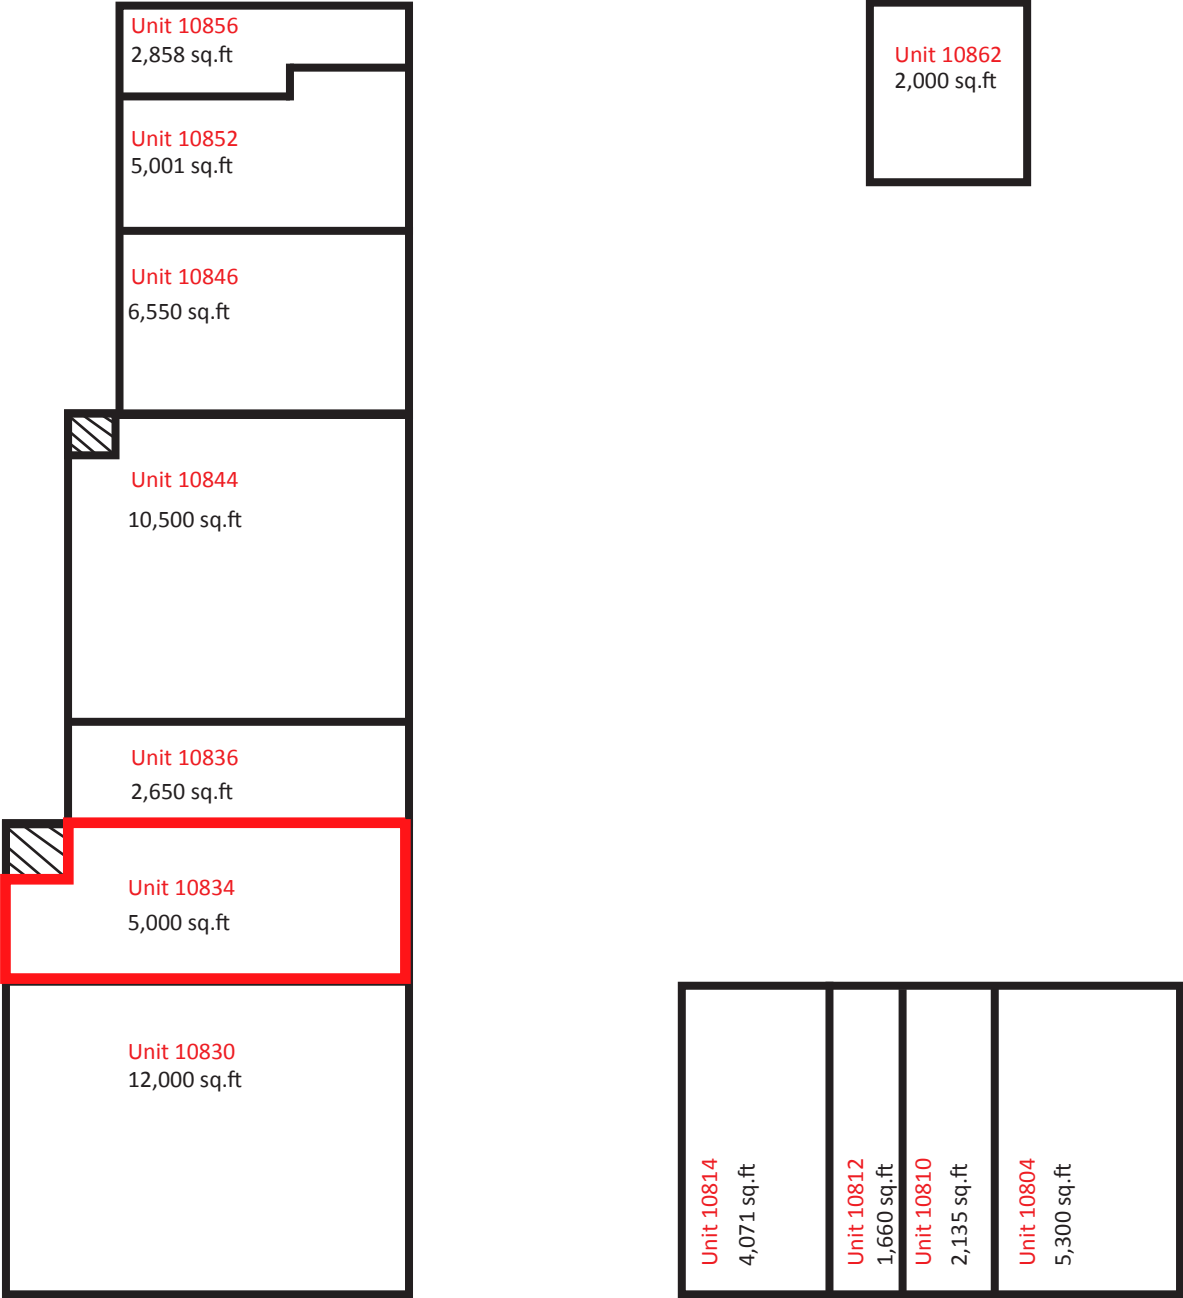 Unit 10856
2,858 sq.ft
Unit 10852
5,001 sq.ft
Unit 10846
6,550 sq.ft
Unit 10844
10,500 sq.ft
Unit 10836
2,650 sq.ft
Unit 10834
5,000 sq.ft
Unit 10830
12,000 sq.ft
Unit 10862
2,000 sq.ft
Unit 10814
4,071 sq.ft
Unit 10812
1,660 sq.ft
Unit 10810
2,135 sq.ft
Unit 10804
5,300 sq.ft